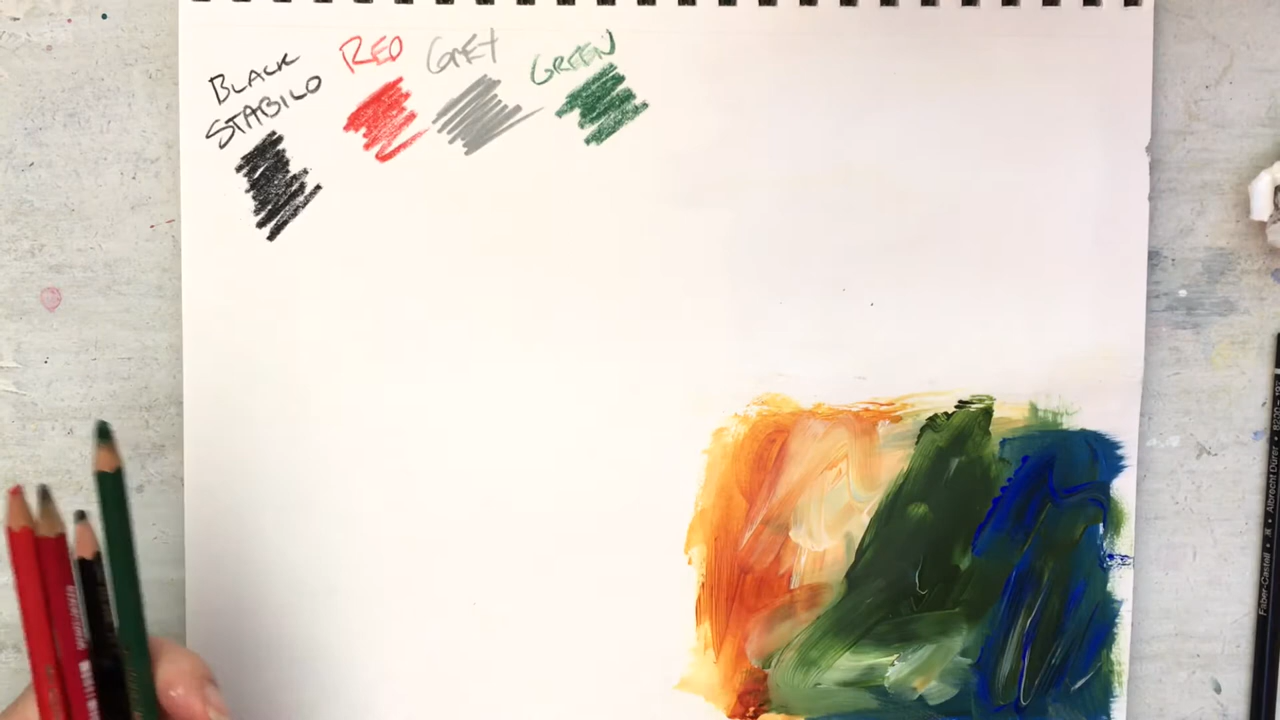 BLACK
STABILO
RED
GREY
GREEN
Faber-Castell Albrecht Dürer